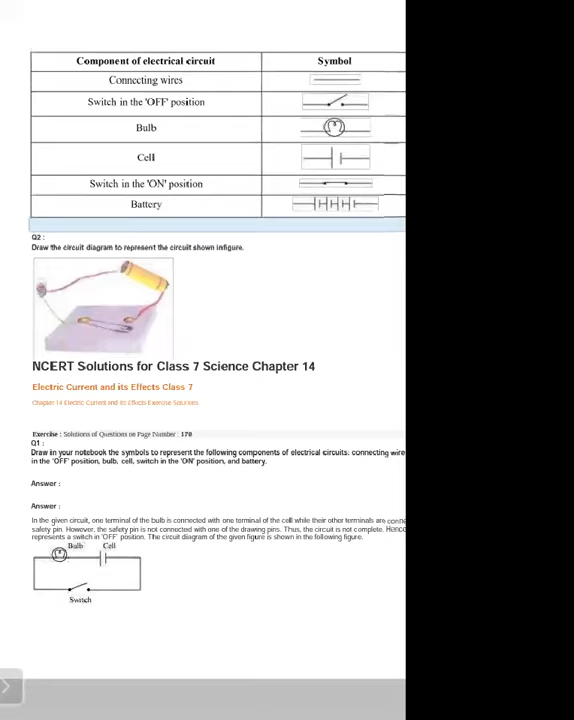 Component of electrical circuit Symbol
Connecting wires
Switch in the 'OFF' position
Bulb
Cell
Switch in the 'ON' position
Battery
Q2 :
Draw the circuit diagram to represent the circuit shown infigure.
NCERT Solutions for Class 7 Science Chapter 14
Electric Current and its Effects Class 7
Chapter 14 Electric Current and its Effects Exercise Solutions
Exercise : Solutions of Questions on Page Number : 170
Q1 :
Draw in your notebook the symbols to represent the following components of electrical circuits: connecting wire
in the 'OFF' position, bulb, cell, switch in the 'ON' position, and battery.
Answer :
Answer :
In the given circuit, one terminal of the bulb is connected with one terminal of the cell while their other terminals are
safety pin. However, the safety pin is not connected with one of the drawing pins. Thus, the circuit is not complete. Hence
represents a switch in 'OFF' position. The circuit diagram of the given figure is shown in the following figure.
Bulb Cell
Switch